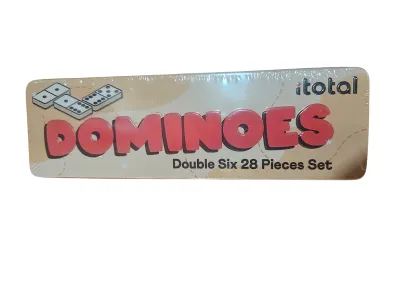 itotal
DOMINOES
Double Six 28 Pieces Set